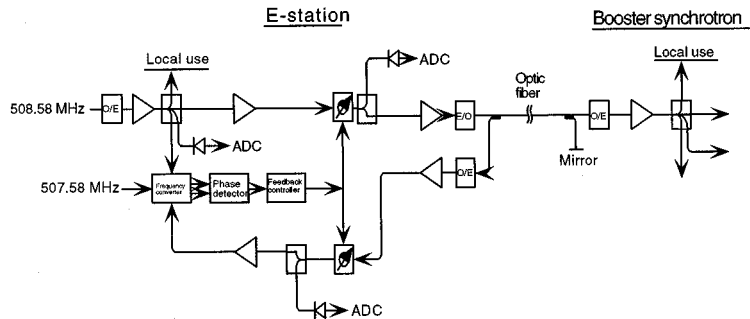 E-station
Booster synchrotron
Local use
ADC
Local use
Optic
fiber
508.58 MHz
O/E
E/O
O/E
ADC
Mirror
507.58 MHz
Frequency
converter
Phase
detector
Feedback
controller
O/E
ADC